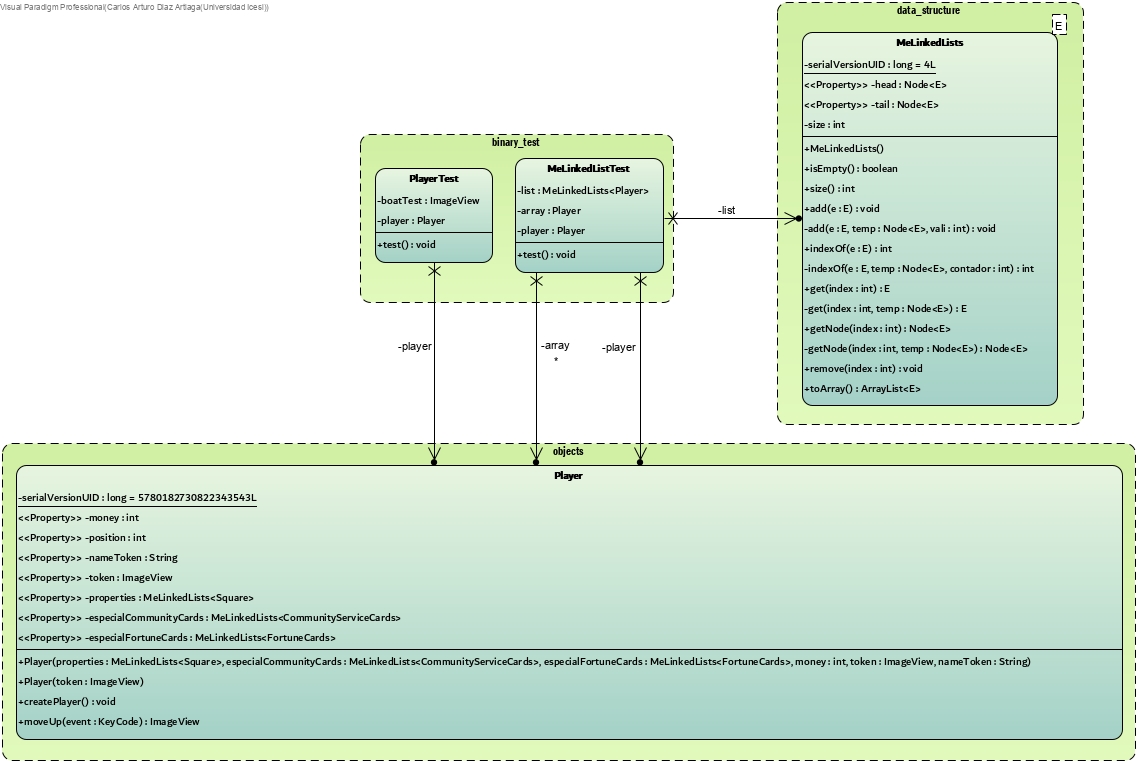 Visual Paradigm Professional(Carlos Arturo Diaz Artiaga(Universidad Icesi))
data_structure
E
MeLinkedLists
-serialVersionUID : long = 4L
<<Property>> -head : Node<E>
<<Property>> -tail : Node<E>
-size : int
+MeLinkedLists()
+isEmpty() : boolean
+size() : int
+add(e : E) : void
-add(e : E, temp : Node<E>, vali : int) : void
+indexOf(e : E) : int
-indexOf(e : E, temp : Node<E>, contador : int) : int
+get(index : int) : E
-get(index : int, temp : Node<E>) : E
+getNode(index : int) : Node<E>
-getNode(index : int, temp : Node<E>) : Node<E>
+remove(index : int) : void
+toArray() : ArrayList<E>
binary_test
PlayerTest
-boatTest : ImageView
-player : Player
+test() : void
MeLinkedListTest
-list : MeLinkedLists<Player>
-array : Player
-player : Player
+test() : void
-list
-player
-array
*
-player
objects
Player
-serialVersionUID : long = 5780182730822343543L
<<Property>> -money : int
<<Property>> -position : int
<<Property>> -nameToken : String
<<Property>> -token : ImageView
<<Property>> -properties : MeLinkedLists<Square>
<<Property>> -especialCommunityCards : MeLinkedLists<CommunityServiceCards>
<<Property>> -especialFortuneCards : MeLinkedLists<FortuneCards>
+Player(properties : MeLinkedLists<Square>, especialCommunityCards : MeLinkedLists<CommunityServiceCards>, especialFortuneCards : MeLinkedLists<FortuneCards>, money : int, token : ImageView, nameToken : String)
+Player(token : ImageView)
+createPlayer() : void
+moveUp(event : KeyCode) : ImageView